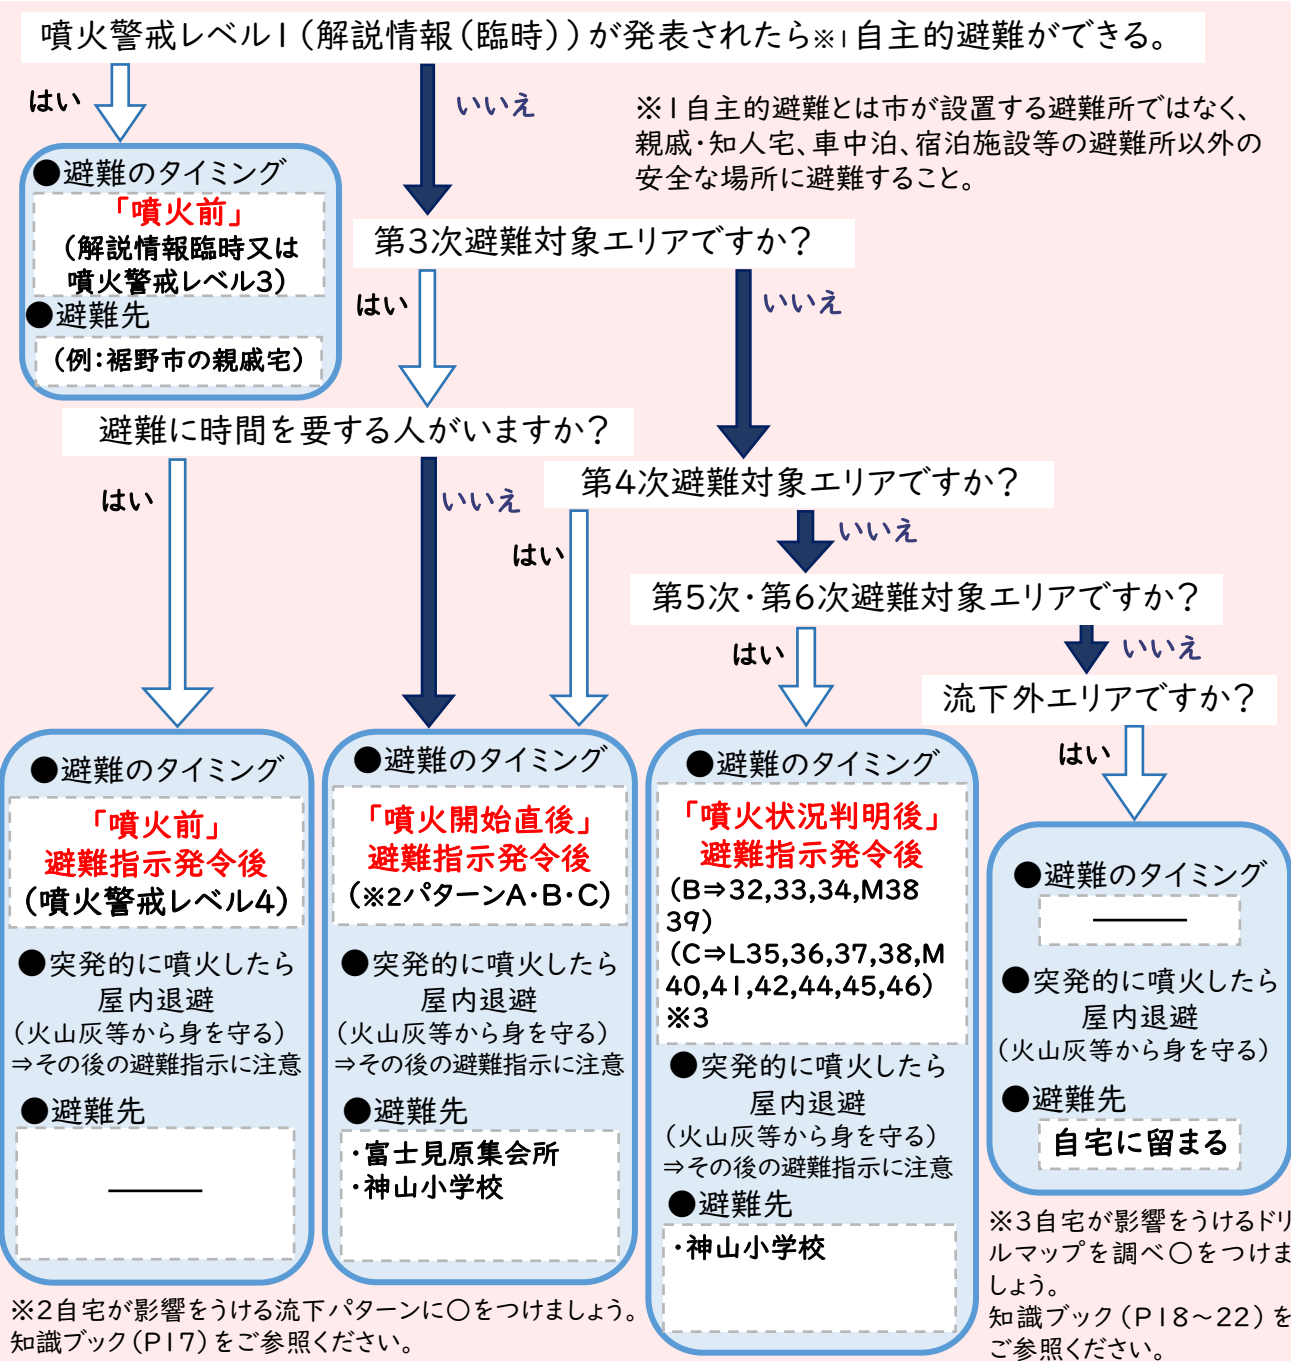 噴火警戒レベル1（解説情報（臨時））が発表されたら※1自主的避難ができる。
はい
いいえ
※1自主的避難とは市が設置する避難所ではなく、
親戚・知人宅、車中泊、宿泊施設等の避難所以外の
安全な場所に避難すること。
●避難のタイミング
「噴火前」
（解説情報臨時又は
噴火警戒レベル3）
●避難先
（例：裾野市の親戚宅）
第3次避難対象エリアですか？
はい
いいえ
避難に時間を要する人がいますか？
はい
いいえ
第4次避難対象エリアですか？
はい
いいえ
第5次・第6次避難対象エリアですか？
はい
いいえ
流下外エリアですか？
はい
●避難のタイミング
「噴火前」
避難指示発令後
（噴火警戒レベル4）
●突発的に噴火したら
屋内退避
（火山灰等から身を守る）
⇒その後の避難指示に注意
●避難先
●避難のタイミング
「噴火開始直後」
避難指示発令後
（※2パターンA・B・C）
●突発的に噴火したら
屋内退避
（火山灰等から身を守る）
⇒その後の避難指示に注意
●避難先
・富士見原集会所
・神山小学校
●避難のタイミング
「噴火状況判明後」
避難指示発令後
（B⇒32,33,34,M38
39）
（C⇒L35,36,37,38,M
40,41,42,44,45,46）
※3
●突発的に噴火したら
屋内退避
（火山灰等から身を守る）
⇒その後の避難指示に注意
●避難先
・神山小学校
●避難のタイミング
●突発的に噴火したら
屋内退避
（火山灰等から身を守る）
●避難先
自宅に留まる
※2自宅が影響をうける流下パターンに○をつけましょう。
知識ブック（P17）をご参照ください。
※3自宅が影響をうけるドリ
ルマップを調べ○をつけま
しょう。
知識ブック（P18～22）を
ご参照ください。